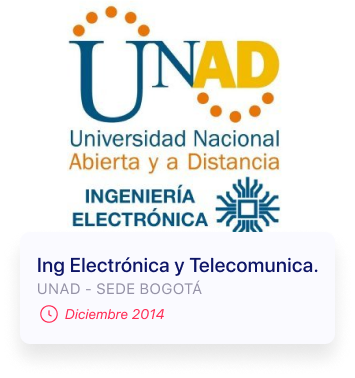 UNAD
Universidad Nacional
Abierta y a Distancia
INGENIERÍA
ELECTRÓNICA
Ing Electrónica y Telecomunica.
UNAD - SEDE BOGOTÁ
Diciembre 2014